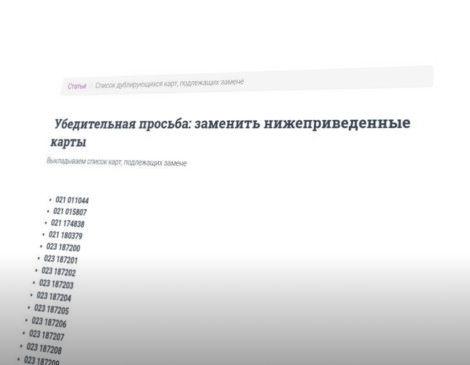 Статьи / Список дублирующихся карт, подлежащих замене
Убедительная просьба: заменить нижеприведенные
карты
Выкладываем список карт, подлежащих замене
• 021 011044
• 021 015807
• 021 174838
• 021 180379
• 023 187200
• 023 187201
• 023 187202
• 023 187203
• 023 187204
• 023 187205
• 023 187206
• 023 187207
• 023 187208
• 023 187209